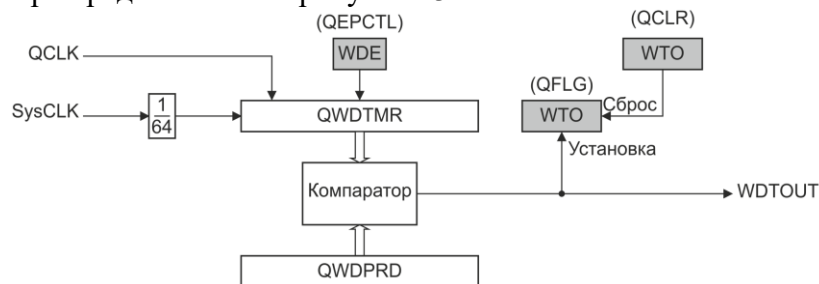 (QEPCTL)
(QCLR)
QCLK
WDE
WTO
(QFLG)
SysCLK
1
64
QWDTMR
WTO
Сброс
Установка
Компаратор
WDTOUT
QWDPRD